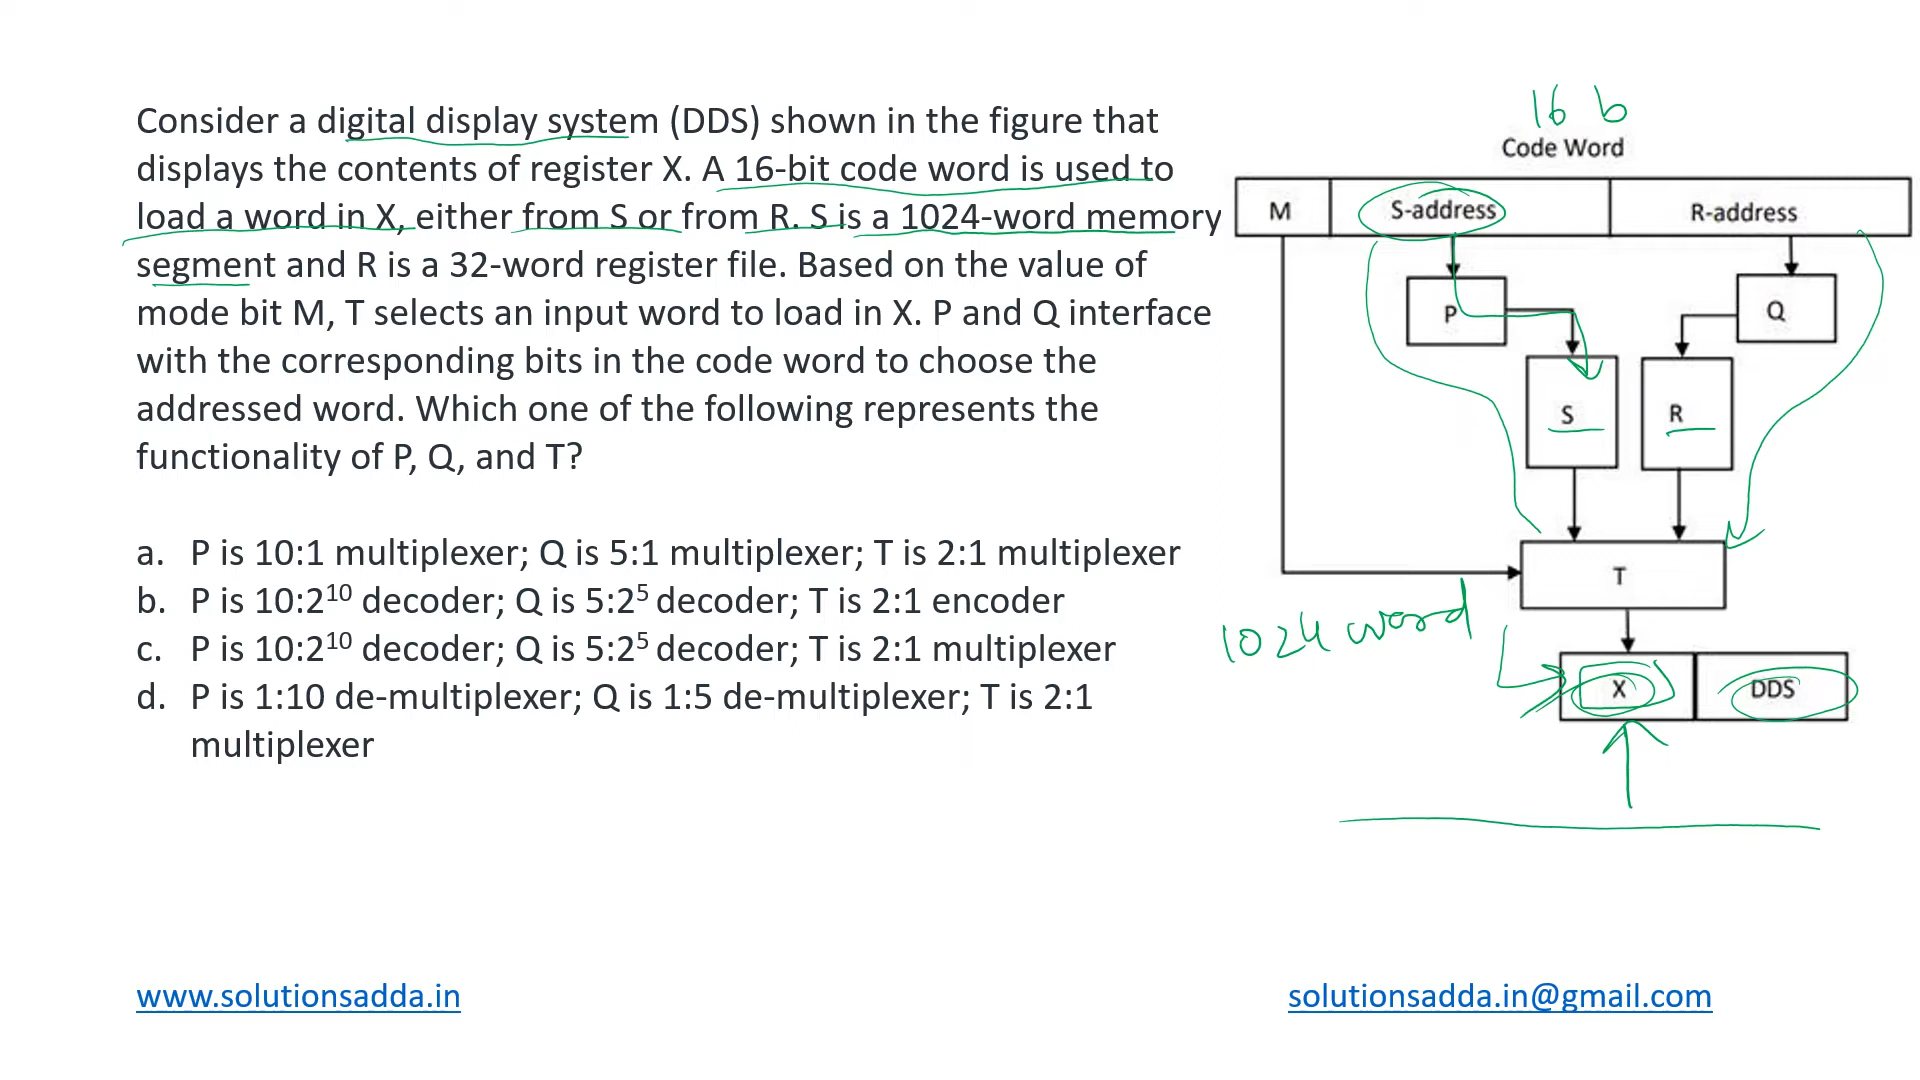 Consider a digital display system (DDS) shown in the figure that
displays the contents of register X. A 16-bit code word is used to
load a word in X, either from S or from R. S is a 1024-word memory
segment and R is a 32-word register file. Based on the value of
mode bit M, T selects an input word to load in X. P and Q interface
with the corresponding bits in the code word to choose the
addressed word. Which one of the following represents the
functionality of P, Q, and T?
a. P is 10:1 multiplexer; Q is 5:1 multiplexer; T is 2:1 multiplexer
b. P is 10:2¹⁰ decoder; Q is 5:2⁵ decoder; T is 2:1 encoder
c. P is 10:2¹⁰ decoder; Q is 5:2⁵ decoder; T is 2:1 multiplexer
d. P is 1:10 de-multiplexer; Q is 1:5 de-multiplexer; T is 2:1
multiplexer
16 b
Code Word
M S-address R-address
P Q
S R
T
1024 word
X DDS
www.solutionsadda.in
solutionsadda.in@gmail.com